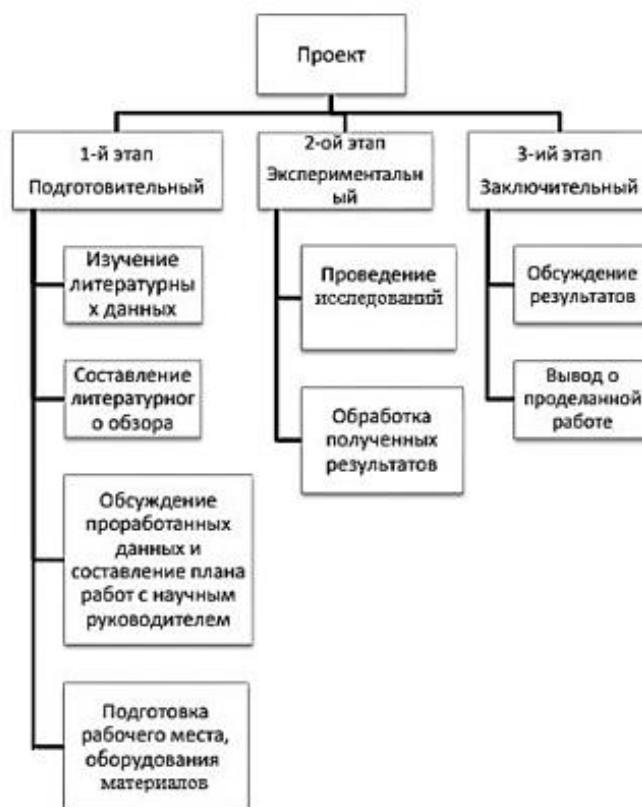 Проект
1-й этап
Подготовительный
Изучение
литературны
х данных
Составление
литературног
о обзора
Обсуждение
проработанных
данных и
составление плана
работ с научным
руководителем
Подготовка
рабочего места,
оборудования
материалов
2-ой этап
Экспериментальн
ый
Проведение
исследований
Обработка
полученных
результатов
3-ий этап
Заключительный
Обсуждение
результатов
Вывод о
проделанной
работе